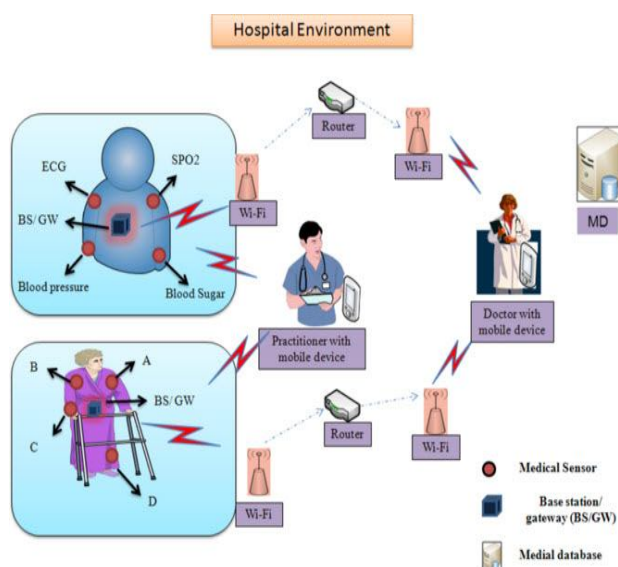 Hospital Environment
ECG
SPO2
BS/GW
Blood pressure
Blood Sugar
Wi-Fi
Router
Wi-Fi
MD
Practitioner with
mobile device
Doctor with
mobile device
B
A
BS/GW
C
D
Wi-Fi
Router
Wi-Fi
Medical Sensor
Base station/
gateway (BS/GW)
Medial database